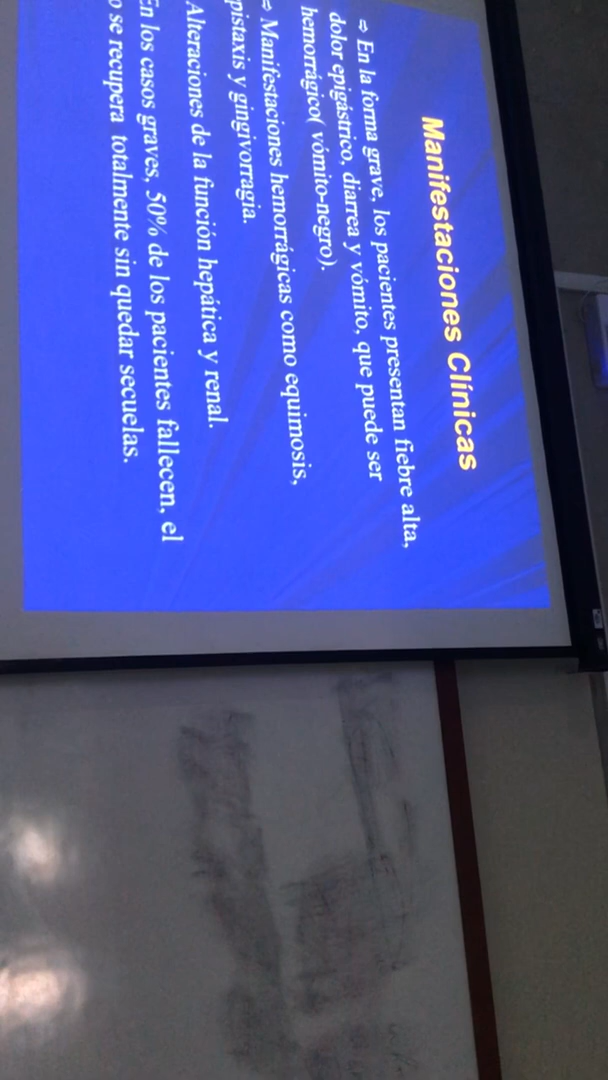 Manifestaciones Clínicas
⇨ En la forma grave, los pacientes presentan fiebre alta,
dolor epigástrico, diarrea y vómito, que puede ser
hemorrágico( vómito-negro).
⇨ Manifestaciones hemorrágicas como equimosis,
pistaxis y gingivorragia.
Alteraciones de la función hepática y renal.
En los casos graves, 50% de los pacientes fallecen, el
o se recupera totalmente sin quedar secuelas.